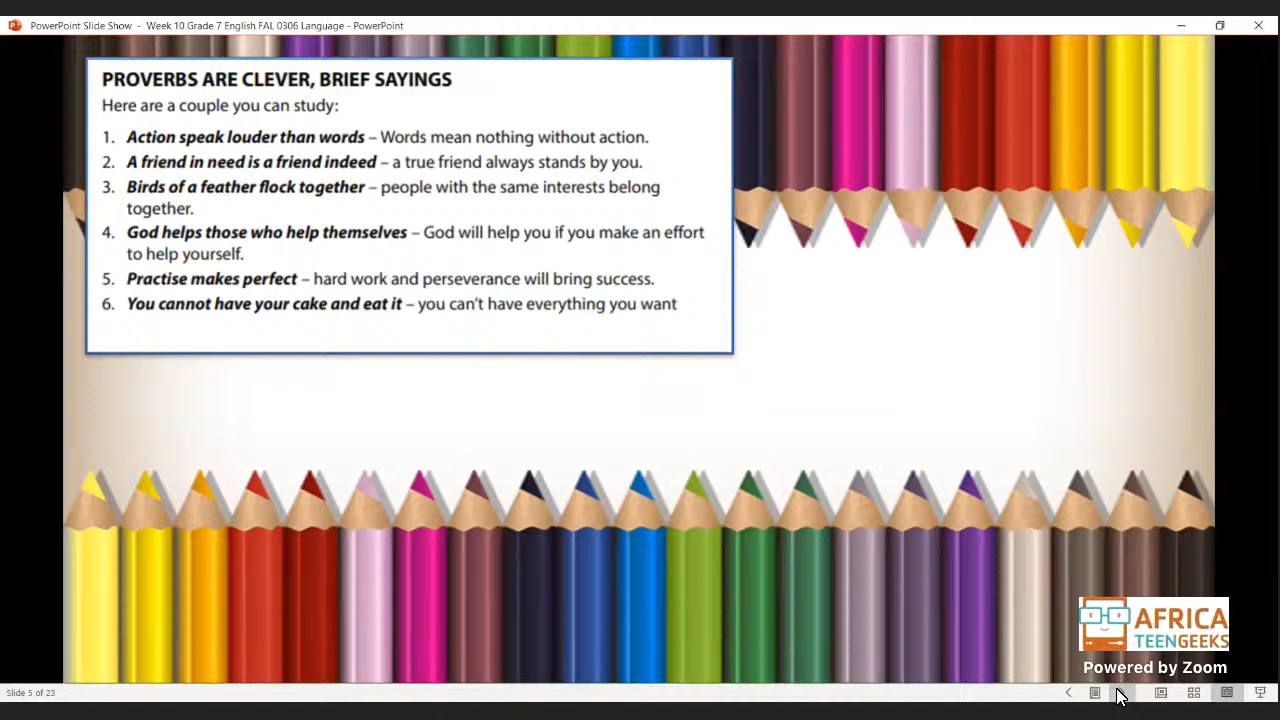 PowerPoint Slide Show - Week 10 Grade 7 English FAL 0306 Language - PowerPoint
PROVERBS ARE CLEVER, BRIEF SAYINGS
Here are a couple you can study:
1. Action speak louder than words – Words mean nothing without action.
2. A friend in need is a friend indeed – a true friend always stands by you.
3. Birds of a feather flock together – people with the same interests belong
together.
4. God helps those who help themselves – God will help you if you make an effort
to help yourself.
5. Practise makes perfect – hard work and perseverance will bring success.
6. You cannot have your cake and eat it – you can't have everything you want
AFRICA
TEENGEEKS
Powered by Zoom
Slide 5 of 23